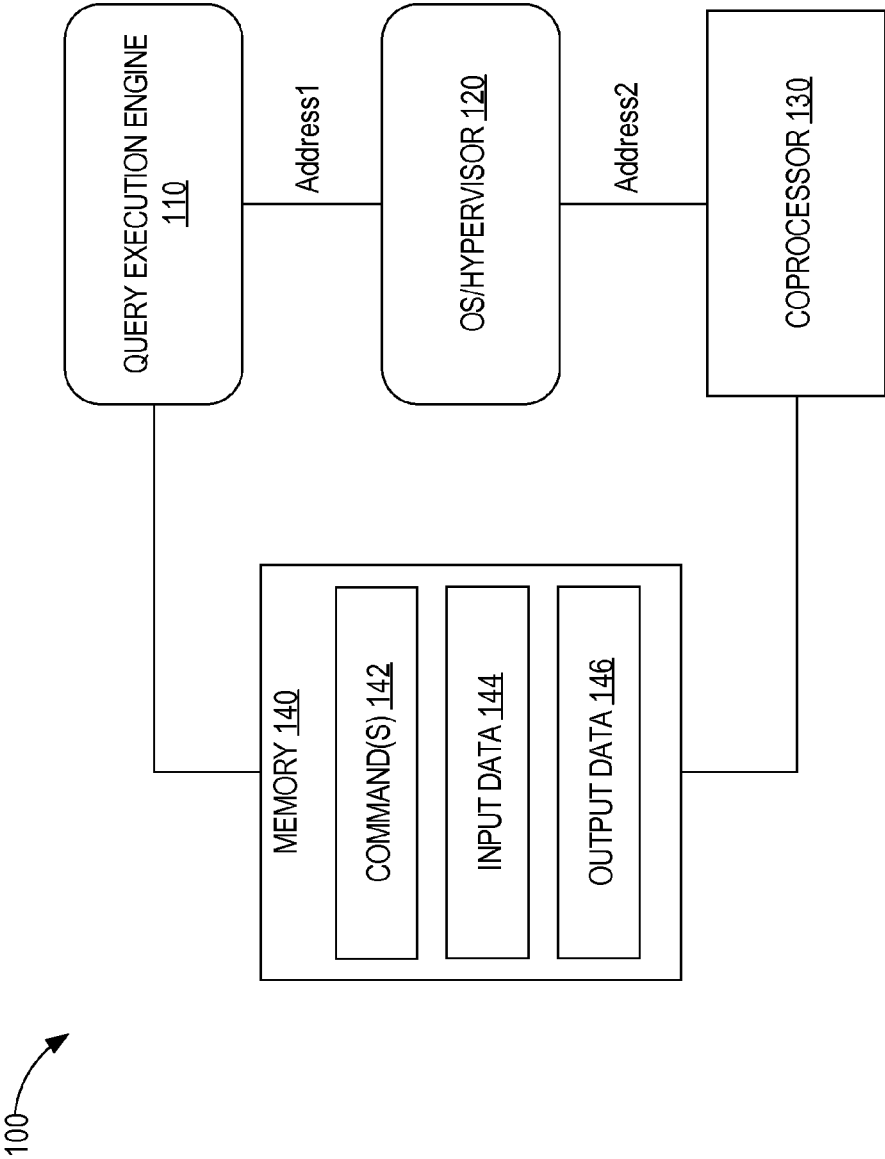 100
MEMORY 140
COMMAND(S) 142
INPUT DATA 144
OUTPUT DATA 146
QUERY EXECUTION ENGINE
110
Address1
OS/HYPERVISOR 120
Address2
COPROCESSOR 130